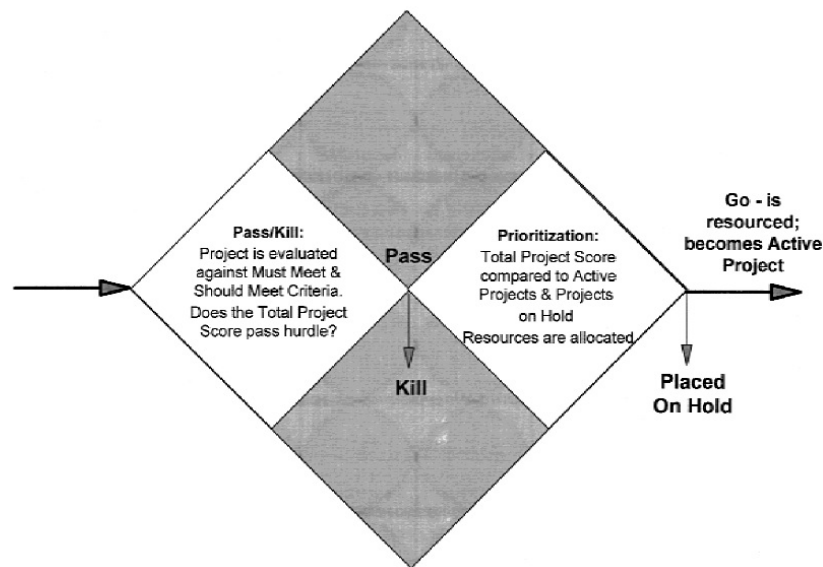 Pass/Kill:
Project is evaluated
against Must Meet &
Should Meet Criteria.
Does the Total Project
Score pass hurdle?
Pass
Kill
Prioritization:
Total Project Score
compared to Active
Projects & Projects
on Hold
Resources are allocated
Go - is
resourced;
becomes Active
Project
Placed
On Hold